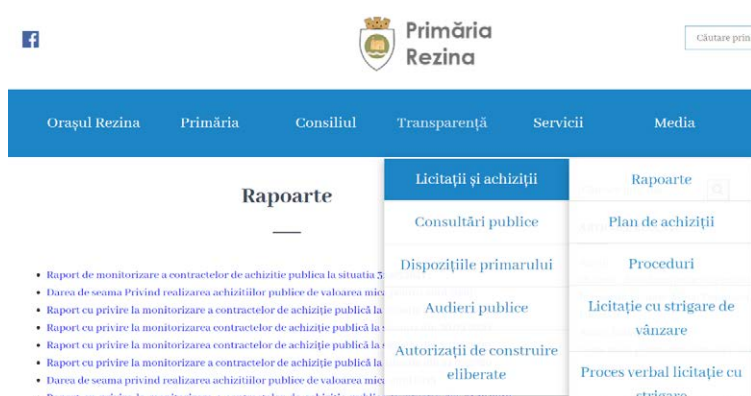 Primăria
Rezina
Căutare prin
Orașul Rezina
Primăria
Consiliul
Transparență
Servicii
Media
Licitații și achiziții
Rapoarte
Rapoarte
Consultări publice
Plan de achiziții
Dispozițiile primarului
Proceduri
Audieri publice
Licitație cu strigare de
vânzare
Autorizații de construire
eliberate
Proces verbal licitație cu
strigare
Raport de monitorizare a contractelor de achizitie publica la situatia
Darea de seama Privind realizarea achizitiilor publice de valoarea
Raport cu privire la monitorizare a contractelor de achiziție publică la
Raport cu privire la monitorizarea contractelor de achiziție publică la
Raport cu privire la monitorizarea contractelor de achiziție publică la
Raport cu privire la monitorizare a contractelor de achiziție publică la
Darea de seama privind realizarea achizitiilor publice de valoarea